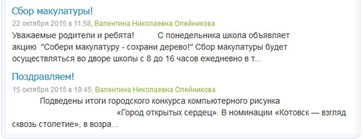 Сбор макулатуры!
22 октября 2015 в 11:58, Валентина Николаевна Олейникова
Уважаемые родители и ребята! С понедельника школа объявляет
акцию "Собери макулатуру - сохрани дерево!" Сбор макулатуры будет
осуществляться во дворе школы с 8 до 16 часов ежедневно в т...
Поздравляем!
15 октября 2015 в 19:45, Валентина Николаевна Олейникова
Подведены итоги городского конкурса компьютерного рисунка
«Город открытых сердец». В номинации «Котовск — взгляд
сквозь столетие», в возра...